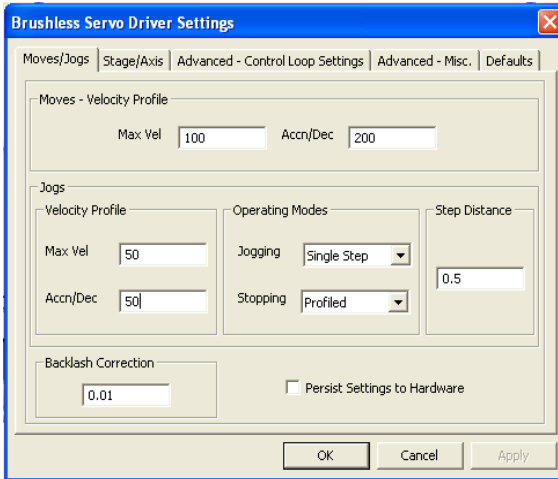 Brushless Servo Driver Settings
Moves/Jogs Stage/Axis Advanced - Control Loop Settings Advanced - Misc. Defaults
Moves - Velocity Profile
Max Vel 100 Accn/Dec 200
Jogs
Velocity Profile Operating Modes Step Distance
Max Vel 50 Jogging Single Step
0.5
Accn/Dec 50 Stopping Profiled
Backlash Correction
0.01 Persist Settings to Hardware
OK Cancel Apply